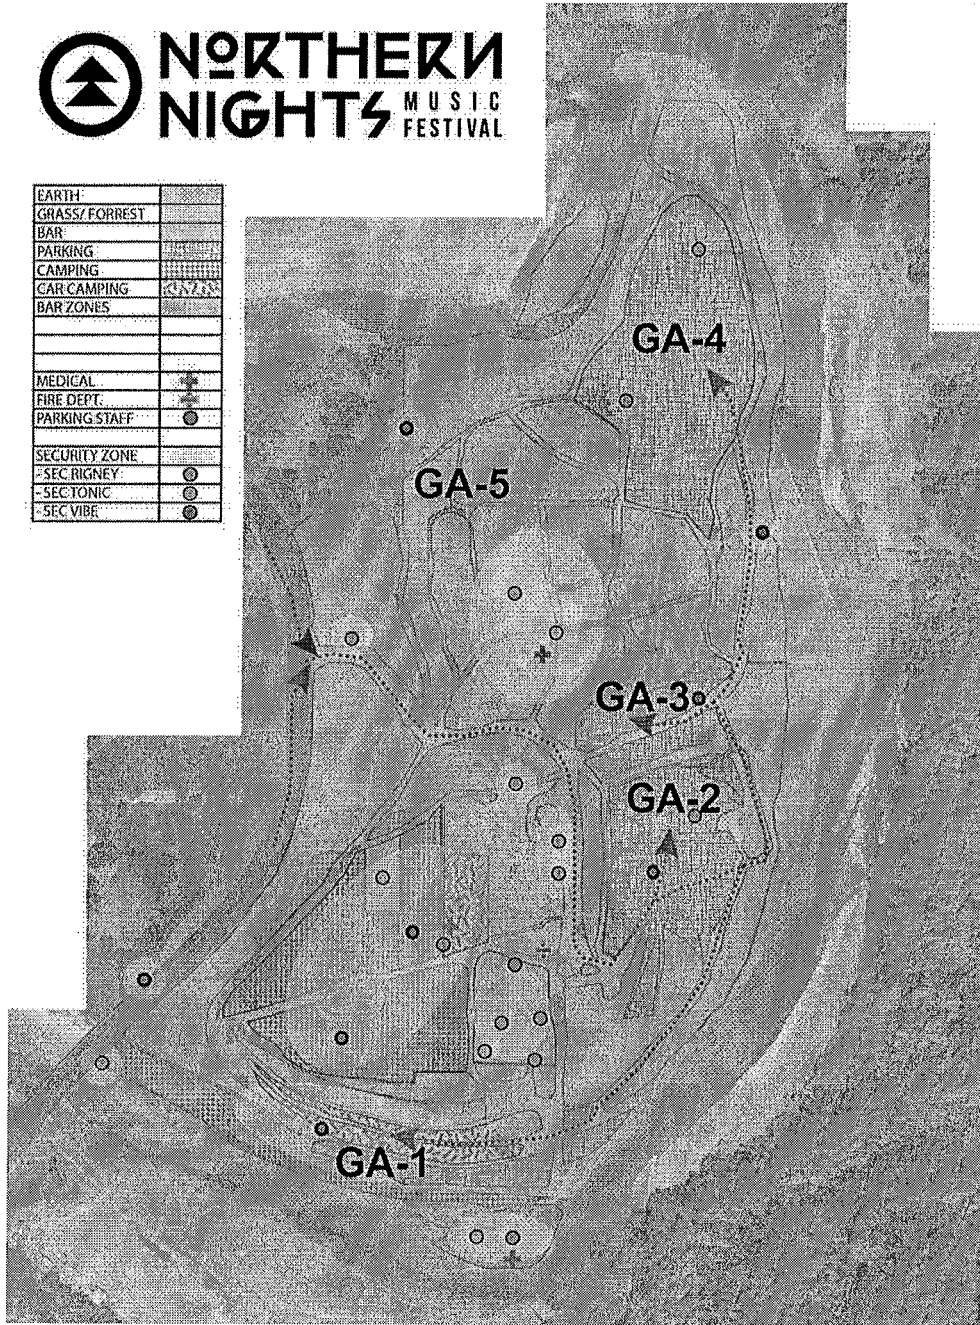 NORTHERN
NIGHTS MUSIC FESTIVAL
EARTH
GRASS/ FORREST
BAR
PARKING
CAMPING
CAR CAMPING
BAR ZONES
MEDICAL
FIRE DEPT.
PARKING STAFF
SECURITY ZONE
- SEC RIGNEY
- SEC TONIC
- SEC VIBE
GA-4
GA-5
GA-3
GA-2
GA-1